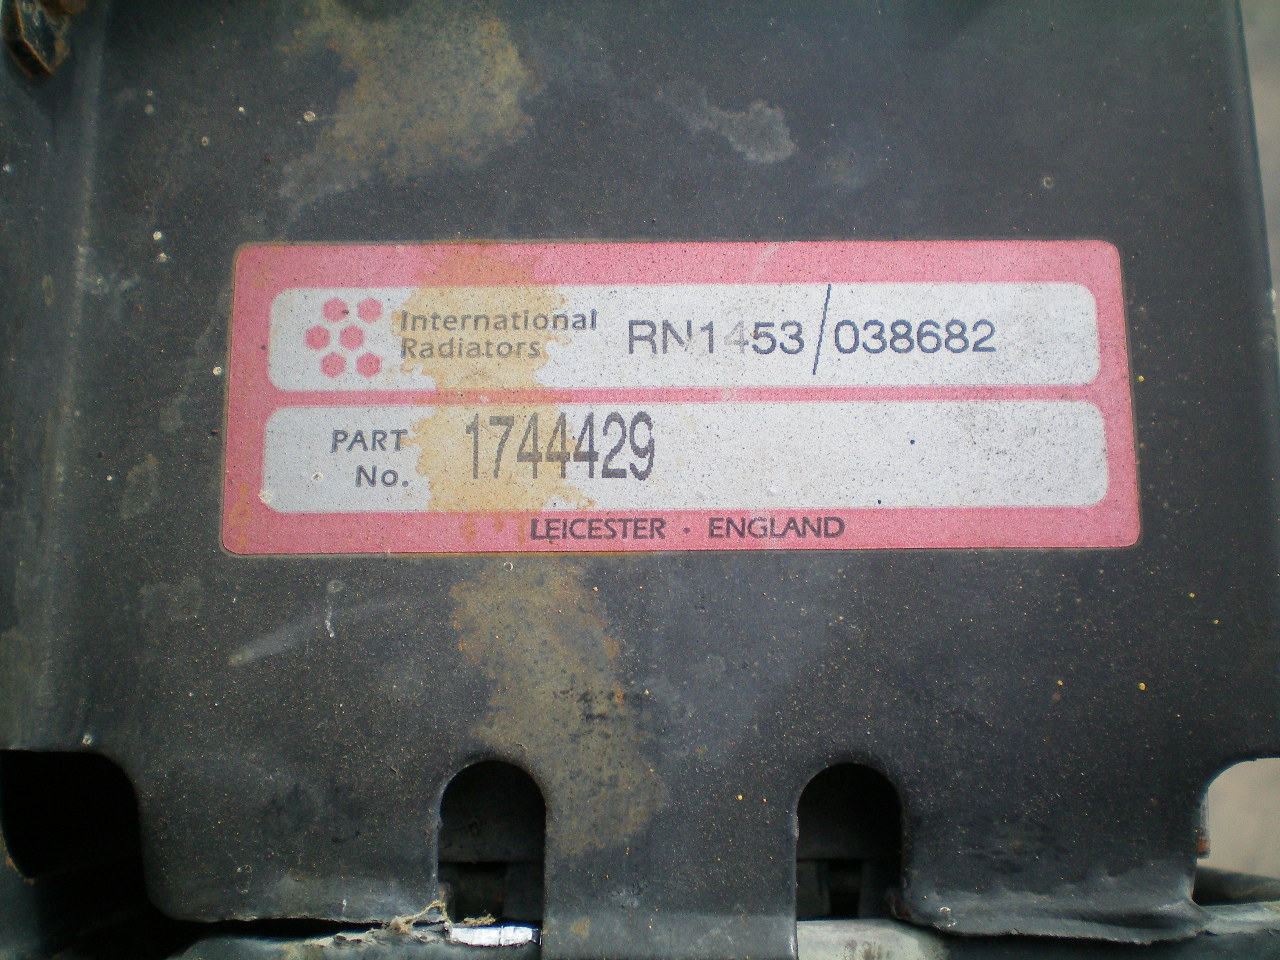 International
Radiators
RN1453/038682
PART
No.
1744429
LEICESTER · ENGLAND